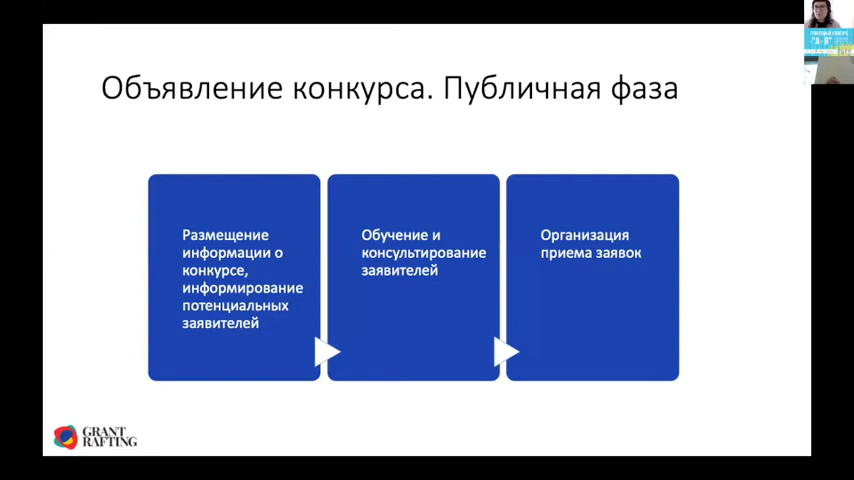 Объявление конкурса. Публичная фаза
Размещение
информации о
конкурсе,
информирование
потенциальных
заявителей
Обучение и
консультирование
заявителей
Организация
приема заявок
GRANT
RAFTING
"А-Я"